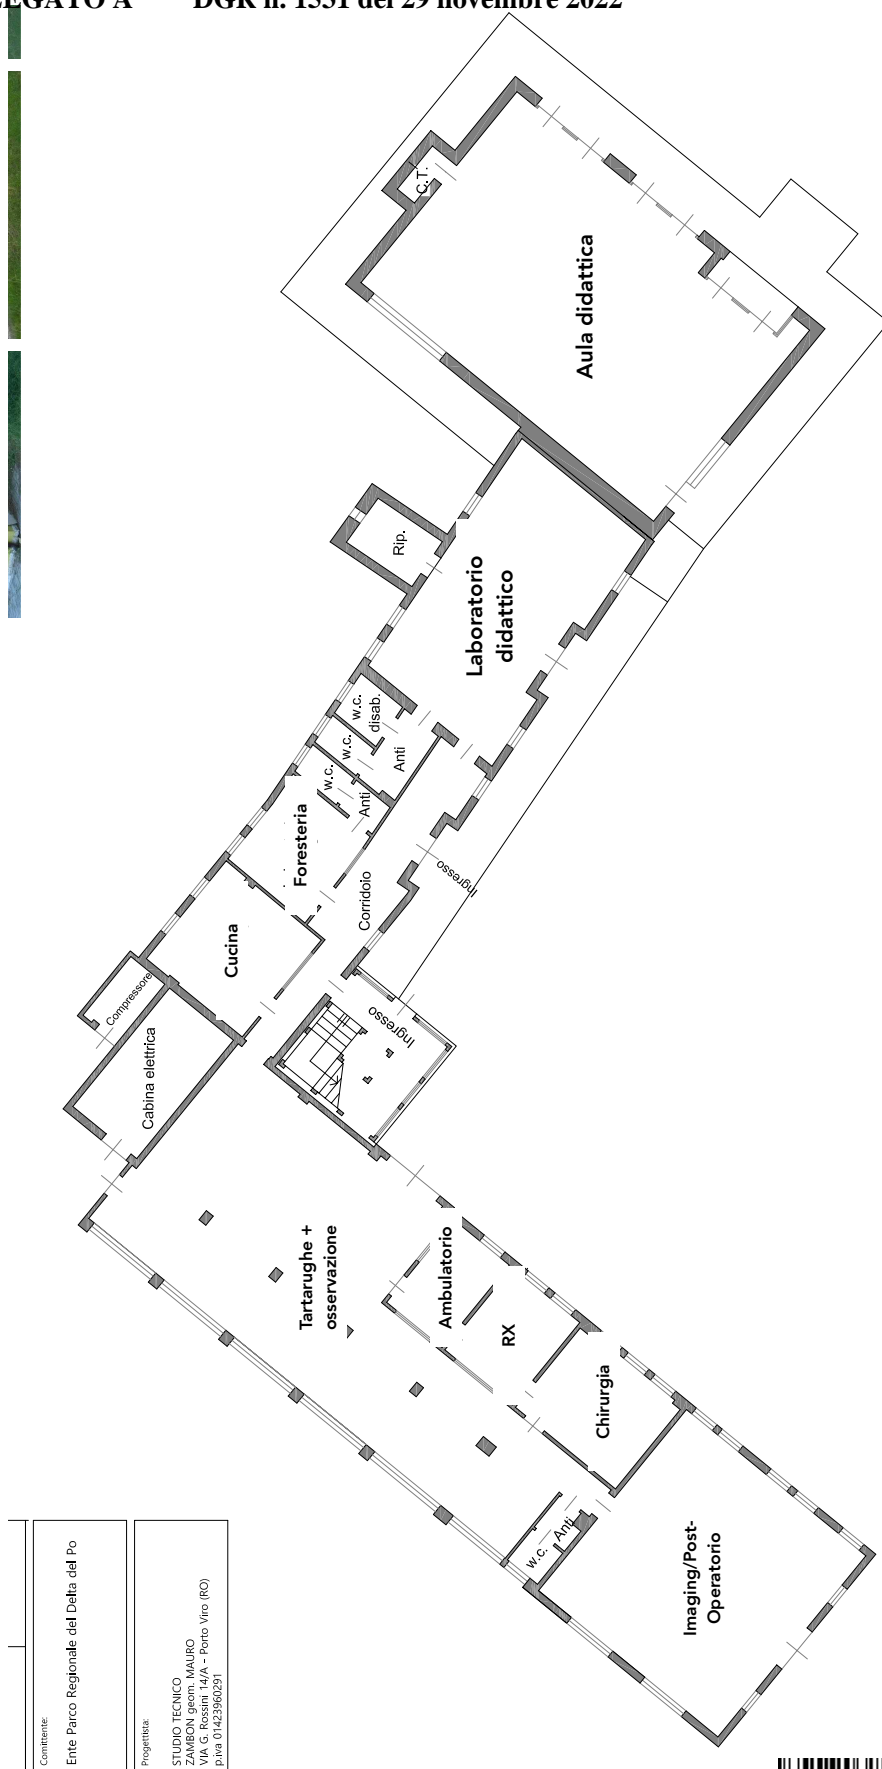 LEGATO A DGR n. 1551 del 29 novembre 2022
C.T.
Aula didattica
Rip.
Laboratorio
didattico
w.c.
disab.
w.c.
Anti
w.c.
Anti
Foresteria
Corridoio
Ingresso
Cucina
Compressore
Cabina elettrica
Ingresso
Tartarughe +
osservazione
Ambulatorio
RX
Chirurgia
w.c.
Anti
Imaging/Post-
Operatorio
Comittente:
Ente Parco Regionale del Delta del Po
Progettista:
STUDIO TECNICO
ZAMBON geom. MAURO
VIA G. Rossini 14/A - Porto Viro (RO)
p.iva 01423960291